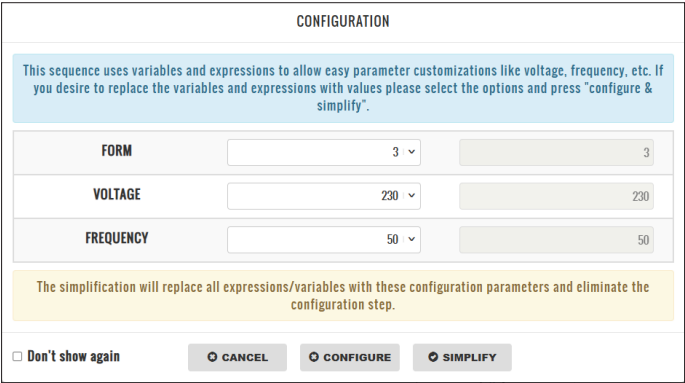 CONFIGURATION
This sequence uses variables and expressions to allow easy parameter customizations like voltage, frequency, etc. If
you desire to replace the variables and expressions with values please select the options and press "configure &
simplify".
FORM 3 3
VOLTAGE 230 230
FREQUENCY 50 50
The simplification will replace all expressions/variables with these configuration parameters and eliminate the
configuration step.
Don't show again CANCEL CONFIGURE SIMPLIFY